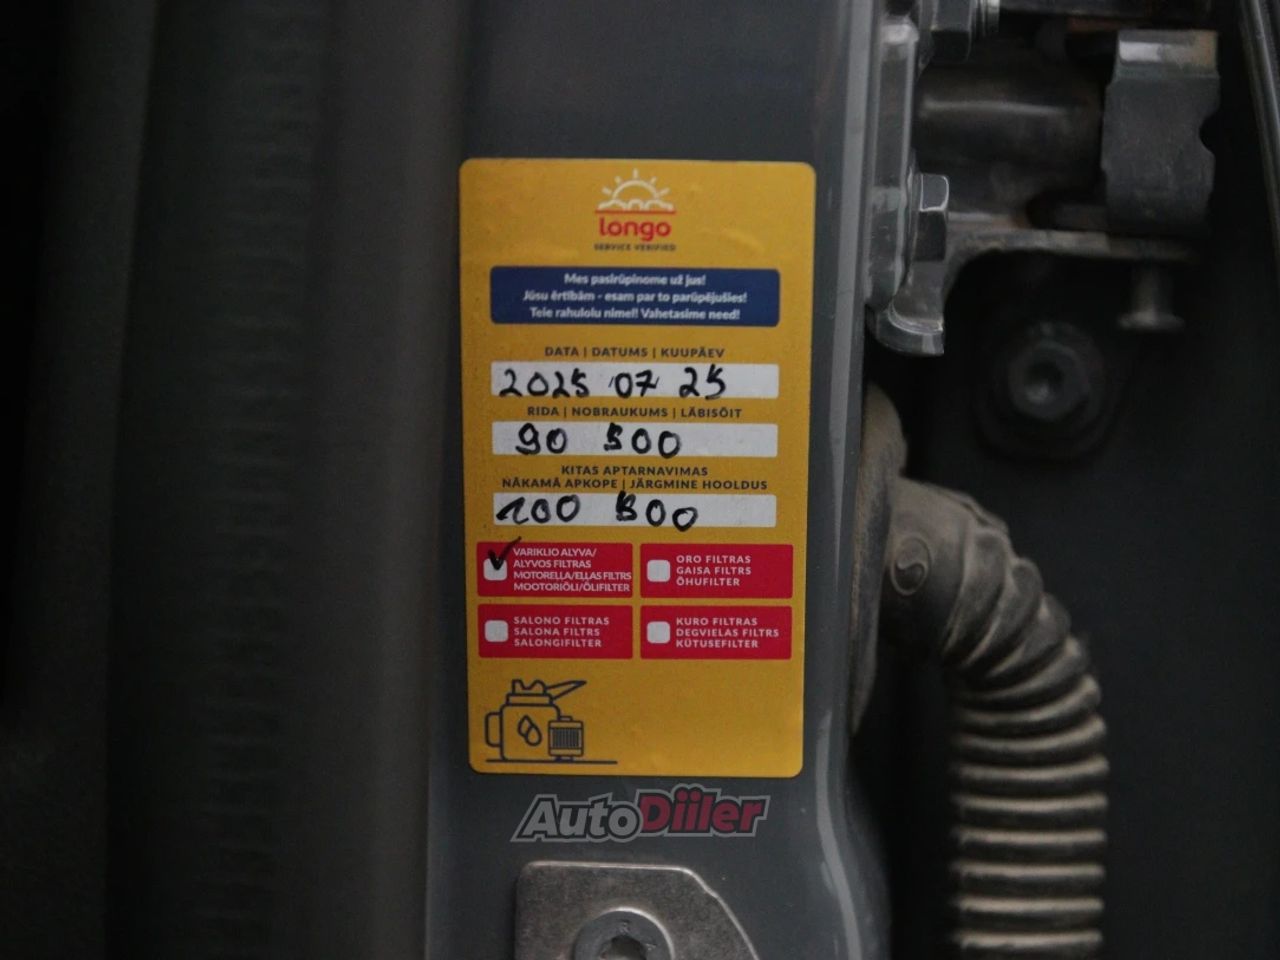 longo
SERVICE VERIFIED
Mes pasirūpinome už jus!
Jūsu ērtībām - esam par to parūpējušies!
Teie rahulolu nimel! Vahetasime need!
DATA | DATUMS | KUUPÄEV
2025 07 25
RIDA | NOBRAUKUMS | LÄBISÕIT
90 500
KITAS APTARNAVIMAS
NĀKAMĀ APKOPE | JÄRGMINE HOOLDUS
100 500
VARIKLIO ALYVA/
ALYVOS FILTRAS
MOTOREĻĻA/EĻĻAS FILTRS
MOOTORIÕLI/ÕLIFILTER
ORO FILTRAS
GAISA FILTRS
ÕHUFILTER
SALONO FILTRAS
SALONA FILTRS
SALONGIFILTER
KURO FILTRAS
DEGVIELAS FILTRS
KÜTUSEFILTER
AutoDiiler